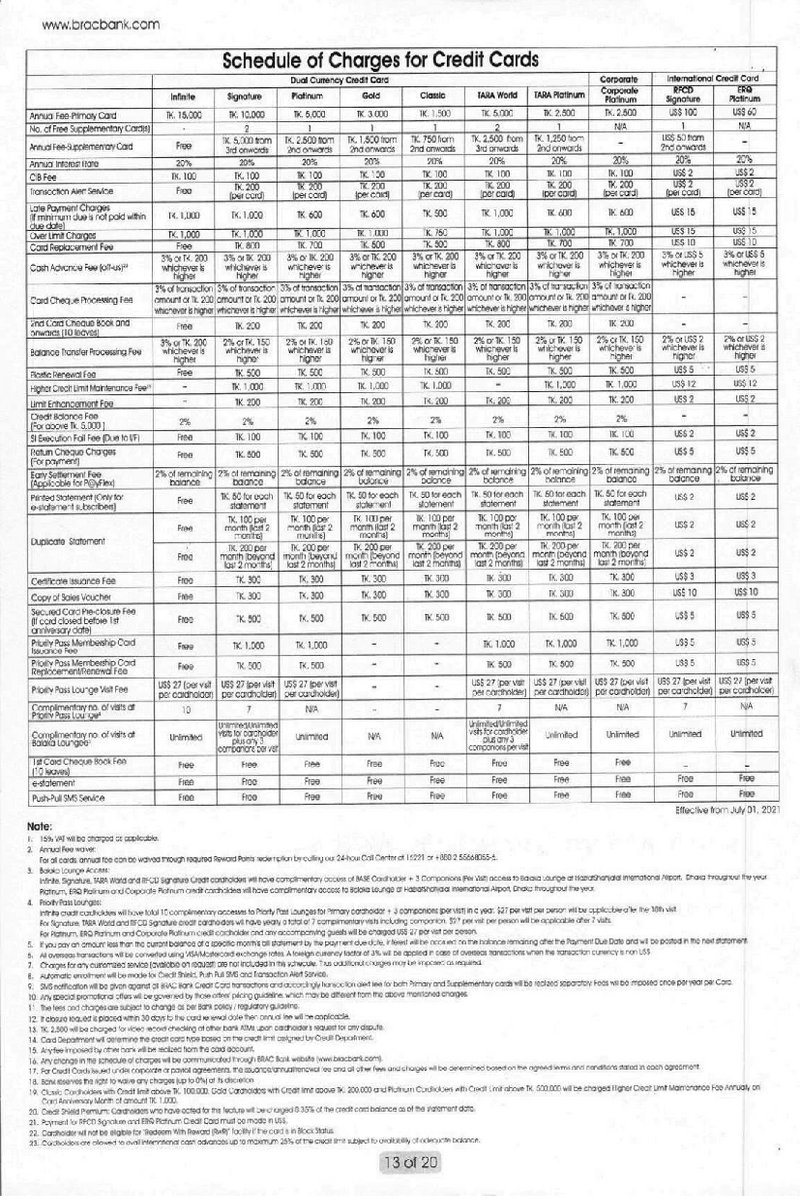 www.bracbank.com
Schedule of Charges for Credit Cards
Dual Currency Credit Card Corporate International Credit Card
Infinite Signature Platinum Gold Classic TARA World TARA Platinum Corporate Platinum RFCD Signature ERQ Platinum
Annual Fee-Primary Card TK. 15,000 TK. 10,000 TK. 5,000 TK. 3,000 TK. 1,500 TK. 5,000 TK. 2,500 TK. 2,500 US$ 100 US$ 60
No. of Free Supplementary Card(s) - 2 1 1 1 2 1 N/A 1 N/A
Annual Fee-Supplementary Card Free TK. 5,000 from 3rd onwards TK. 2,500 from 2nd onwards TK. 1,500 from 2nd onwards TK. 750 from 2nd onwards TK. 2,500 from 3rd onwards TK. 1,250 from 2nd onwards - US$ 50 from 2nd onwards -
Annual Interest Rate 20% 20% 20% 20% 20% 20% 20% 20% 20% 20%
CIB Fee TK. 100 TK. 100 TK. 100 TK. 100 TK. 100 TK. 100 TK. 100 TK. 100 US$ 2 US$ 2
Transaction Alert Service Free TK. 200 (per card) TK. 200 (per card) TK. 200 (per card) TK. 200 (per card) TK. 200 (per card) TK. 200 (per card) TK. 200 (per card) US$ 2 (per card) US$ 2 (per card)
Late Payment Charges (If minimum due is not paid within due date) TK. 1,000 TK. 1,000 TK. 600 TK. 600 TK. 500 TK. 1,000 TK. 600 TK. 600 US$ 15 US$ 15
Over Limit Charges TK. 1,000 TK. 1,000 TK. 1,000 TK. 1,000 TK. 750 TK. 1,000 TK. 1,000 TK. 1,000 US$ 15 US$ 15
Card Replacement Fee Free TK. 800 TK. 700 TK. 500 TK. 500 TK. 800 TK. 700 TK. 700 US$ 10 US$ 10
Cash Advance Fee (off-us) 3% or TK. 200 whichever is higher 3% or TK. 200 whichever is higher 3% or TK. 200 whichever is higher 3% or TK. 200 whichever is higher 3% or TK. 200 whichever is higher 3% or TK. 200 whichever is higher 3% or TK. 200 whichever is higher 3% or TK. 200 whichever is higher 3% or US$ 5 whichever is higher 3% or US$ 5 whichever is higher
Card Cheque Processing Fee 3% of transaction amount or Tk. 200 whichever is higher 3% of transaction amount or Tk. 200 whichever is higher 3% of transaction amount or Tk. 200 whichever is higher 3% of transaction amount or Tk. 200 whichever is higher 3% of transaction amount or Tk. 200 whichever is higher 3% of transaction amount or Tk. 200 whichever is higher 3% of transaction amount or Tk. 200 whichever is higher 3% of transaction amount or Tk. 200 whichever is higher - -
2nd Card Cheque Book and onwards (10 leaves) Free TK. 200 TK. 200 TK. 200 TK. 200 TK. 200 TK. 200 TK. 200 - -
Balance Transfer Processing Fee 3% or TK. 200 whichever is higher 2% or TK. 150 whichever is higher 2% or TK. 150 whichever is higher 2% or TK. 150 whichever is higher 2% or TK. 150 whichever is higher 2% or TK. 150 whichever is higher 2% or TK. 150 whichever is higher 2% or TK. 150 whichever is higher 2% or US$ 2 whichever is higher 2% or US$ 2 whichever is higher
Plastic Renewal Fee Free TK. 500 TK. 500 TK. 500 TK. 500 TK. 500 TK. 500 TK. 500 US$ 5 US$ 5
Higher Credit Limit Maintenance Fee - TK. 1,000 TK. 1,000 TK. 1,000 TK. 1,000 - TK. 1,000 TK. 1,000 US$ 12 US$ 12
Limit Enhancement Fee - TK. 200 TK. 200 TK. 200 TK. 200 TK. 200 TK. 200 TK. 200 US$ 2 US$ 2
Credit Balance Fee (For above Tk. 5,000 ) 2% 2% 2% 2% 2% 2% 2% 2% - -
SI Execution Fail Fee (Due to I/F) Free TK. 100 TK. 100 TK. 100 TK. 100 TK. 100 TK. 100 TK. 100 US$ 2 US$ 2
Return Cheque Charges (For payment) Free TK. 500 TK. 500 TK. 500 TK. 500 TK. 500 TK. 500 TK. 500 US$ 5 US$ 5
Early Settlement Fee (Applicable for P@yFlex) 2% of remaining balance 2% of remaining balance 2% of remaining balance 2% of remaining balance 2% of remaining balance 2% of remaining balance 2% of remaining balance 2% of remaining balance 2% of remaining balance 2% of remaining balance
Printed Statement (Only for e-statement subscribers) Free TK. 50 for each statement TK. 50 for each statement TK. 50 for each statement TK. 50 for each statement TK. 50 for each statement TK. 50 for each statement TK. 50 for each statement US$ 2 US$ 2
Duplicate Statement Free TK. 100 per month (last 2 months) TK. 100 per month (last 2 months) TK. 100 per month (last 2 months) TK. 100 per month (last 2 months) TK. 100 per month (last 2 months) TK. 100 per month (last 2 months) TK. 100 per month (last 2 months) US$ 2 US$ 2
Free TK. 200 per month (beyond last 2 months) TK. 200 per month (beyond last 2 months) TK. 200 per month (beyond last 2 months) TK. 200 per month (beyond last 2 months) TK. 200 per month (beyond last 2 months) TK. 200 per month (beyond last 2 months) TK. 200 per month (beyond last 2 months) US$ 2 US$ 2
Certificate Issuance Fee Free TK. 300 TK. 300 TK. 300 TK. 300 TK. 300 TK. 300 TK. 300 US$ 3 US$ 3
Copy of Sales Voucher Free TK. 300 TK. 300 TK. 300 TK. 300 TK. 300 TK. 300 TK. 300 US$ 10 US$ 10
Secured Card Pre-closure Fee (If card closed before 1st anniversary date) Free TK. 500 TK. 500 TK. 500 TK. 500 TK. 500 TK. 500 TK. 500 US$ 5 US$ 5
Priority Pass Membership Card Issuance Fee Free TK. 1,000 TK. 1,000 - - TK. 1,000 TK. 1,000 TK. 1,000 US$ 5 US$ 5
Priority Pass Membership Card Replacement/Renewal Fee Free TK. 500 TK. 500 - - TK. 500 TK. 500 TK. 500 US$ 5 US$ 5
Priority Pass Lounge Visit Fee US$ 27 (per visit per cardholder) US$ 27 (per visit per cardholder) US$ 27 (per visit per cardholder) - - US$ 27 (per visit per cardholder) US$ 27 (per visit per cardholder) US$ 27 (per visit per cardholder) US$ 27 (per visit per cardholder) US$ 27 (per visit per cardholder)
Complimentary no. of visits at Priority Pass Lounge 10 7 N/A - - 7 N/A N/A 7 N/A
Complimentary no. of visits at Balaka Lounge Unlimited Unlimited/Unlimited visits for cardholder plus any 3 companions per visit Unlimited N/A N/A Unlimited/Unlimited visits for cardholder plus any 3 companions per visit Unlimited Unlimited Unlimited Unlimited
1st Card Cheque Book Fee (10 leaves) Free Free Free Free Free Free Free Free - -
e-statement Free Free Free Free Free Free Free Free Free Free
Push-Pull SMS Service Free Free Free Free Free Free Free Free Free Free
Effective from July 01, 2021
Note:
1. 15% VAT will be charged as applicable.
2. Annual Fee waiver:
For all cards, annual fee can be waived through required Reward Points redemption by calling our 24-hour Call Center at 16221 or +880 2 55668055-6.
3. Balaka Lounge Access:
Infinite, Signature, TARA World and RFCD Signature Credit cardholders will have complimentary access of BASE Cardholder + 3 Companions (Per Visit) access to Balaka Lounge at Hazrat Shahjalal International Airport, Dhaka throughout the year.
Platinum, ERQ Platinum and Corporate Platinum credit cardholders will have complimentary access to Balaka Lounge at Hazrat Shahjalal International Airport, Dhaka throughout the year.
4. Priority Pass Lounges:
Infinite credit cardholders will have total 10 complimentary accesses to Priority Pass Lounges for Primary cardholder + 3 companions (per visit) in a year. $27 per visit per person will be applicable after the 10th visit.
For Signature, TARA World and RFCD Signature credit cardholders will have yearly a total of 7 complimentary visits including companion. $27 per visit per person will be applicable after 7 visits.
For Platinum, ERQ Platinum and Corporate Platinum credit cardholder and any accompanying guests will be charged US$ 27 per visit per person.
5. If you pay an amount less than the current balance of a specific month's bill statement by the payment due date, interest will be accrued on the balance remaining after the Payment Due Date and will be posted in the next statement.
6. All overseas transactions will be converted using VISA/Mastercard exchange rates. A foreign currency factor of 3% will be applied in case of overseas transactions when the transaction currency is non US$.
7. Charges for any customized service (available on request) are not included in this schedule. Thus additional charges may be imposed as required.
8. Automatic enrollment will be made for Credit Shield, Push Pull SMS and Transaction Alert Service.
9. SMS notification will be given against all BRAC Bank Credit Card transactions and accordingly transaction alert fee for both Primary and Supplementary cards will be realized separately. Fees will be imposed once per year per Card.
10. Any special promotional offers will be governed by those offers' pricing guideline, which may be different from the above mentioned charges.
11. The fees and charges are subject to change as per Bank policy / regulatory guideline.
12. If closure request is placed within 30 days to the card renewal date then annual fee will be applicable.
13. TK. 2,500 will be charged for video record checking of other bank ATMs upon cardholder's request for any dispute.
14. Card Department will determine the credit card type based on the credit limit assigned by Credit Department.
15. Any fee imposed by other bank will be realized from the card account.
16. Any change in the schedule of charges will be communicated through BRAC Bank website (www.bracbank.com).
17. For Credit Cards issued under corporate or payroll agreements, the issuance/annual/renewal fee and all other fees and charges will be determined based on the agreed terms and conditions stated in each agreement.
18. Bank reserves the right to waive any charges (up to 0%) at its discretion
19. Classic Cardholders with Credit limit above TK. 100,000, Gold Cardholders with Credit limit above TK. 200,000 and Platinum Cardholders with Credit Limit above TK. 500,000 will be charged Higher Credit Limit Maintenance Fee Annually on Card Anniversary Month of amount TK. 1,000.
20. Credit Shield Premium: Cardholders who have opted for this feature will be charged 0.35% of the credit card balance as of the statement date.
21. Payment for RFCD Signature and ERQ Platinum Credit Card must be made in US$.
22. Cardholder will not be eligible for "Redeem With Reward (RwR)" facility if the card is in Block Status
23. Cardholders are allowed to avail international cash advances up to maximum 25% of the credit limit subject to availability of adequate balance.
13 of 20